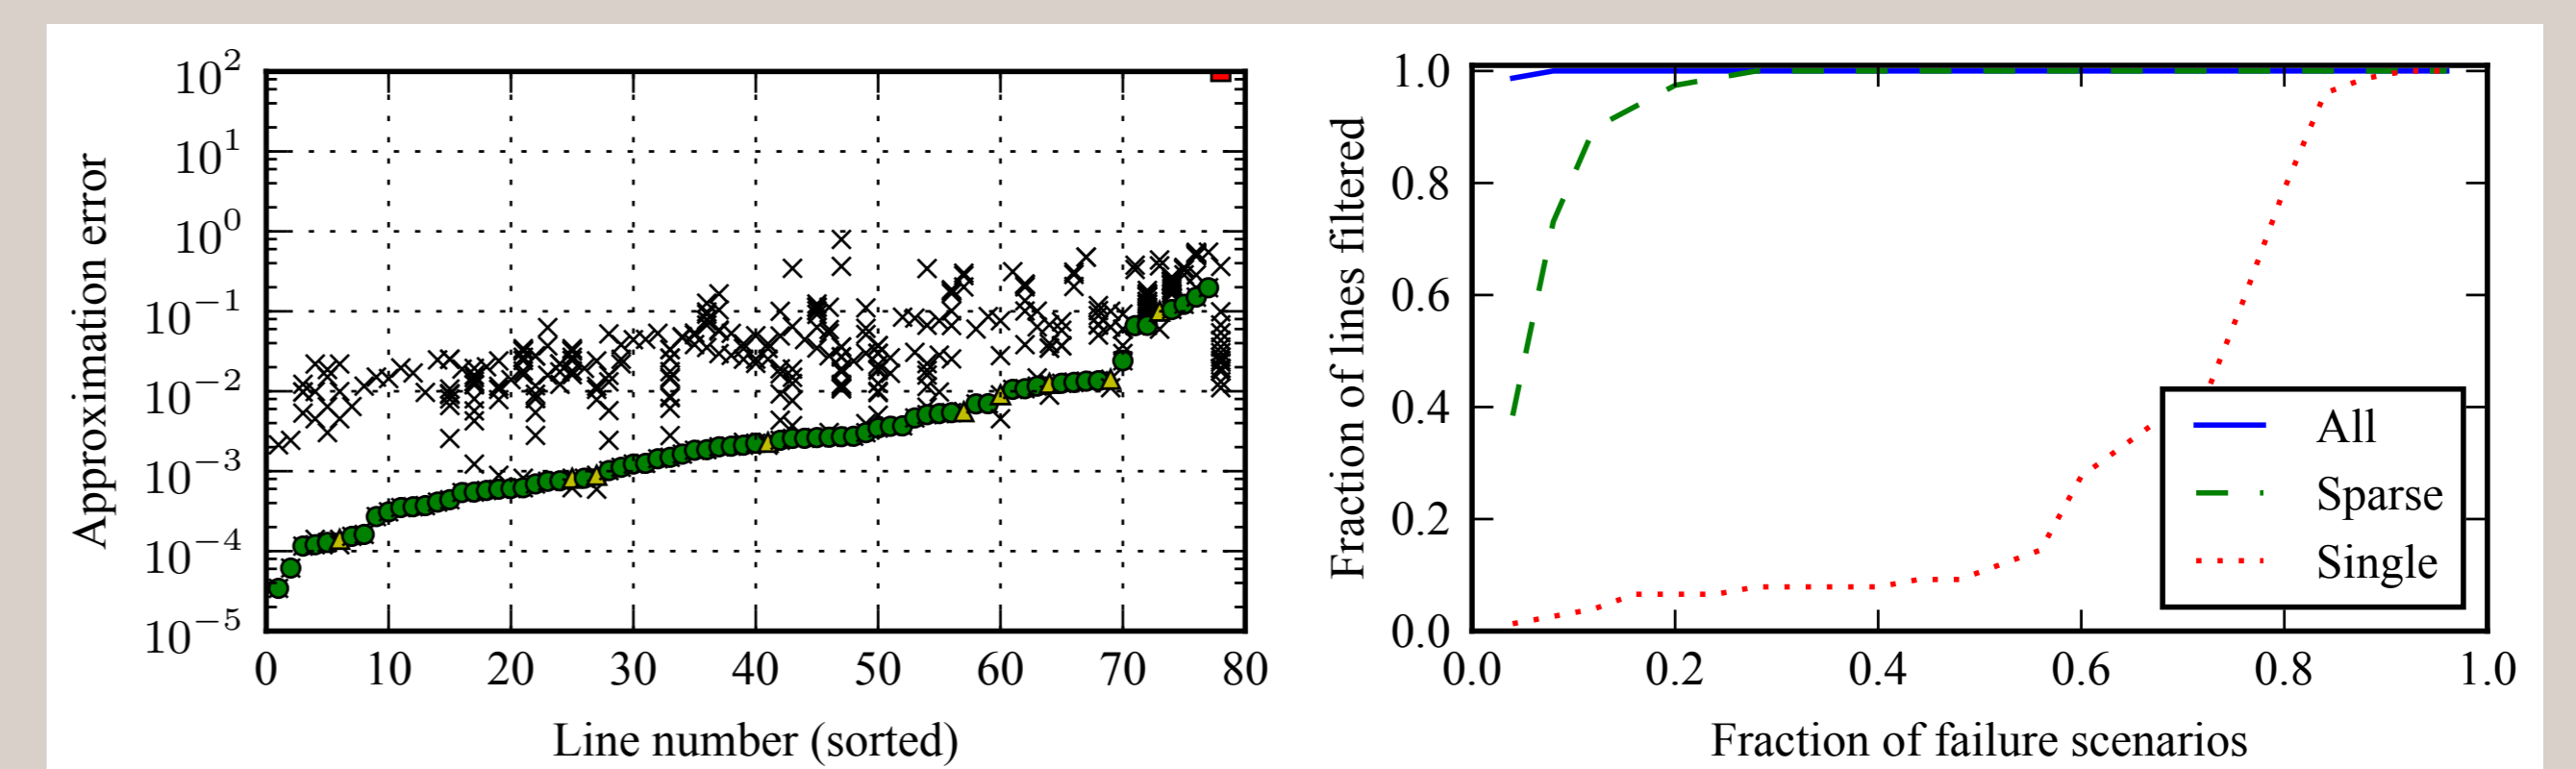 Approximation error
10^2
10^1
10^0
10^−1
10^−2
10^−3
10^−4
10^−5
0 10 20 30 40 50 60 70 80
Line number (sorted)
Fraction of lines filtered
1.0
0.8
0.6
0.4
0.2
0.0
0.0 0.2 0.4 0.6 0.8 1.0
Fraction of failure scenarios
All
Sparse
Single